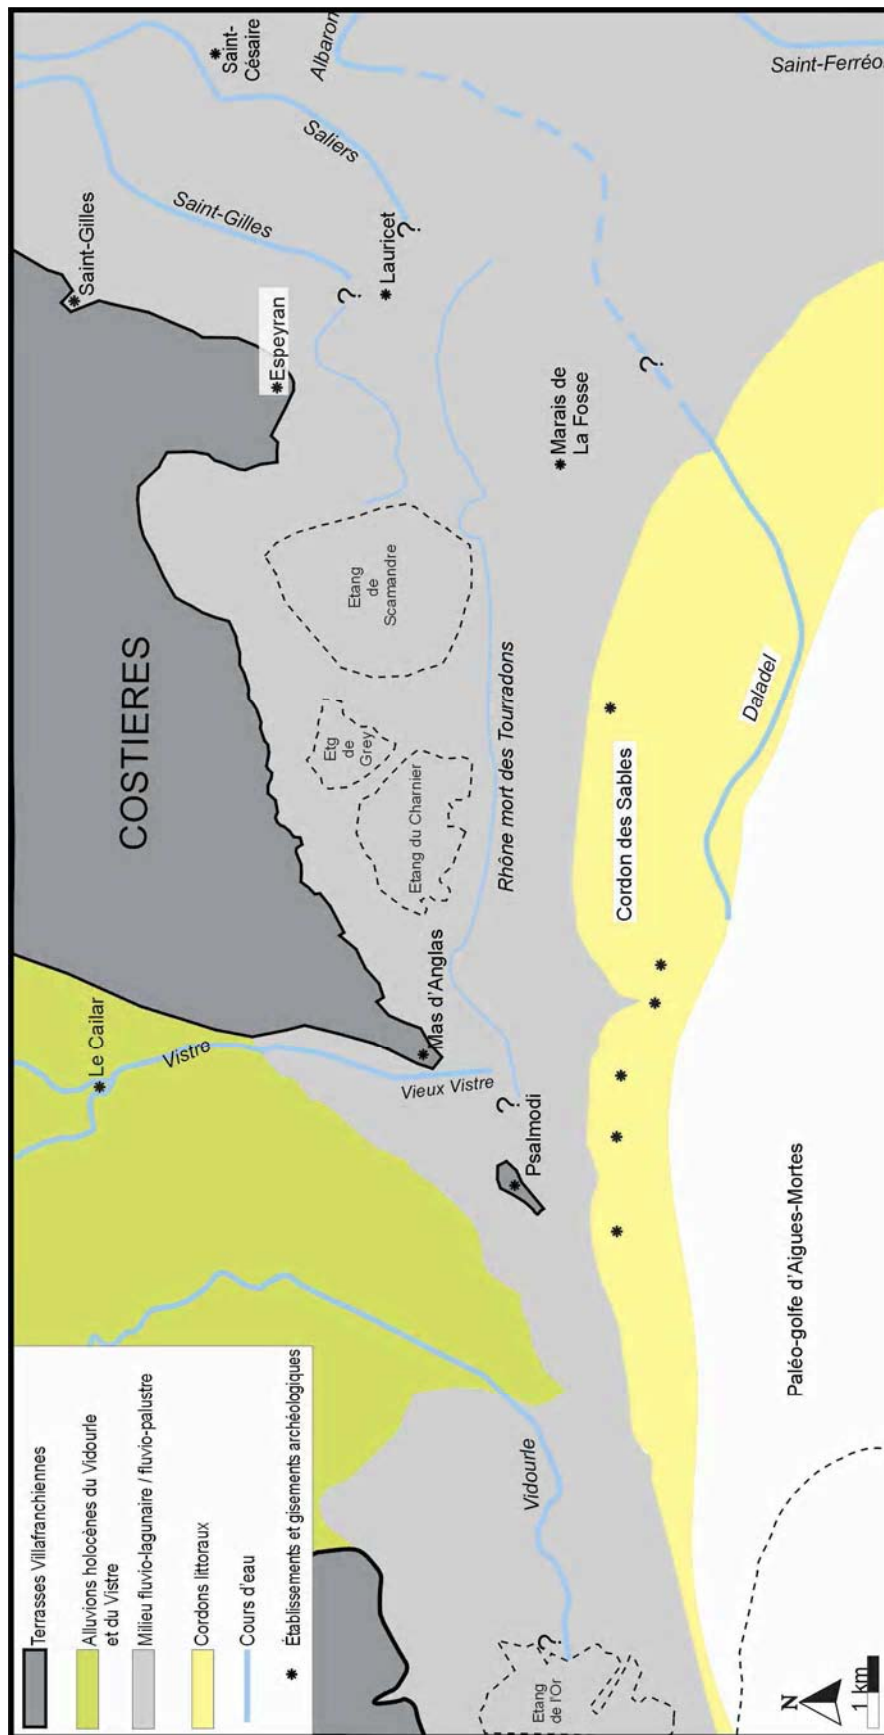 Terrasses Villafranchiennes
Alluvions holocènes du Vidourle
et du Vistre
Milieu fluvio-lagunaire / fluvio-palustre
Cordons littoraux
Cours d'eau
Établissements et gisements archéologiques
Le Cailar
Vistre
COSTIERES
Saint-Gilles
Saint-
Césaire
Albaron
Saliers
Saint-Gilles
Espeyran
?
Lauricet
?
Etg
de
Grey
Etang
de
Scamandre
Etang du Charnier
Mas d'Anglas
Vieux Vistre
?
Psalmodi
Rhône mort des Tourradons
Marais de
La Fosse
?
Vidourle
?
Etang
de l'Or
Cordon des Sables
Daladel
Saint-Ferréo
Paléo-golfe d'Aigues-Mortes
N
1 km